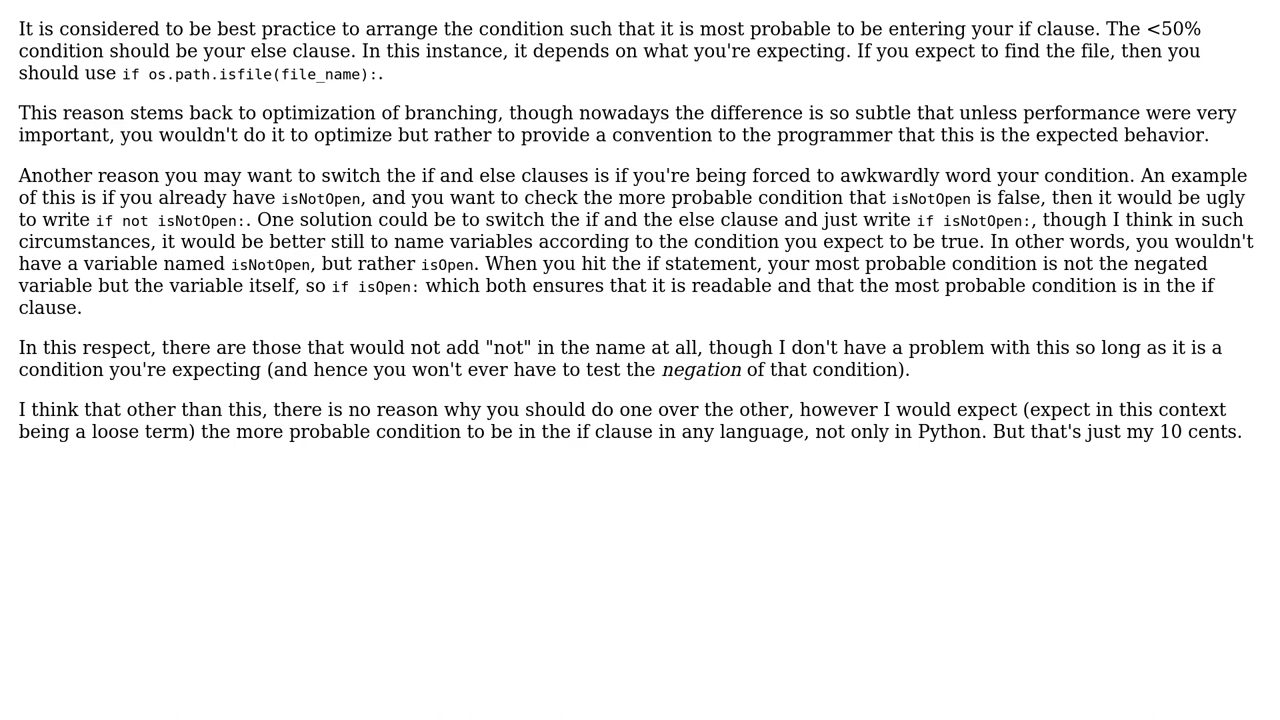 It is considered to be best practice to arrange the condition such that it is most probable to be entering your if clause. The <50%
condition should be your else clause. In this instance, it depends on what you're expecting. If you expect to find the file, then you
should use if os.path.isfile(file_name):.
This reason stems back to optimization of branching, though nowadays the difference is so subtle that unless performance were very
important, you wouldn't do it to optimize but rather to provide a convention to the programmer that this is the expected behavior.
Another reason you may want to switch the if and else clauses is if you're being forced to awkwardly word your condition. An example
of this is if you already have isNotOpen, and you want to check the more probable condition that isNotOpen is false, then it would be ugly
to write if not isNotOpen:. One solution could be to switch the if and the else clause and just write if isNotOpen:, though I think in such
circumstances, it would be better still to name variables according to the condition you expect to be true. In other words, you wouldn't
have a variable named isNotOpen, but rather isOpen. When you hit the if statement, your most probable condition is not the negated
variable but the variable itself, so if isOpen: which both ensures that it is readable and that the most probable condition is in the if
clause.
In this respect, there are those that would not add "not" in the name at all, though I don't have a problem with this so long as it is a
condition you're expecting (and hence you won't ever have to test the negation of that condition).
I think that other than this, there is no reason why you should do one over the other, however I would expect (expect in this context
being a loose term) the more probable condition to be in the if clause in any language, not only in Python. But that's just my 10 cents.